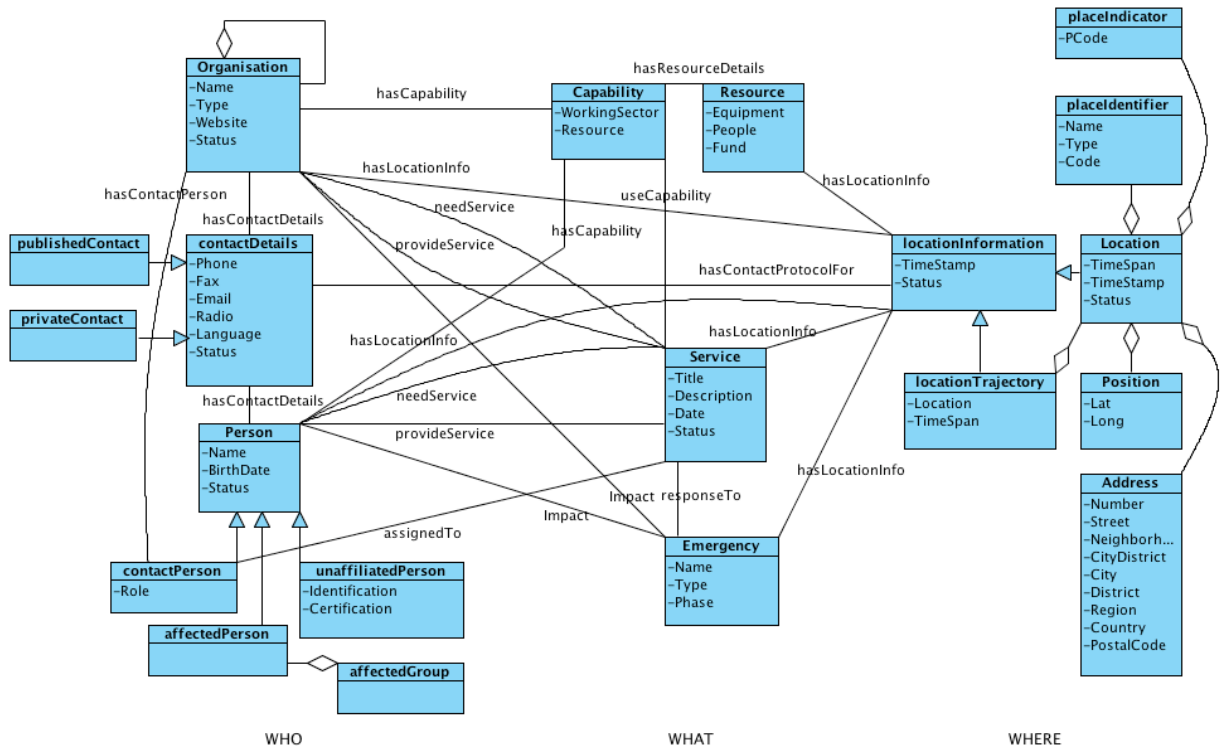 Organisation
-Name
-Type
-Website
-Status
hasCapability
hasResourceDetails
Capability
-WorkingSector
-Resource
Resource
-Equipment
-People
-Fund
placeIndicator
-PCode
placeIdentifier
-Name
-Type
-Code
hasContactPerson
hasLocationInfo
hasLocationInfo
useCapability
needService
hasContactDetails
hasCapability
provideService
publishedContact
contactDetails
-Phone
-Fax
-Email
-Radio
-Language
-Status
privateContact
hasContactProtocolFor
locationInformation
-TimeStamp
-Status
Location
-TimeSpan
-TimeStamp
-Status
hasLocationInfo
hasLocationInfo
Service
-Title
-Description
-Date
-Status
locationTrajectory
-Location
-TimeSpan
Position
-Lat
-Long
hasContactDetails
needService
provideService
Person
-Name
-BirthDate
-Status
hasLocationInfo
Address
-Number
-Street
-Neighborh...
-CityDistrict
-City
-District
-Region
-Country
-PostalCode
Impact
responseTo
Impact
assignedTo
Emergency
-Name
-Type
-Phase
contactPerson
-Role
unaffiliatedPerson
-Identification
-Certification
affectedPerson
affectedGroup
WHO
WHAT
WHERE